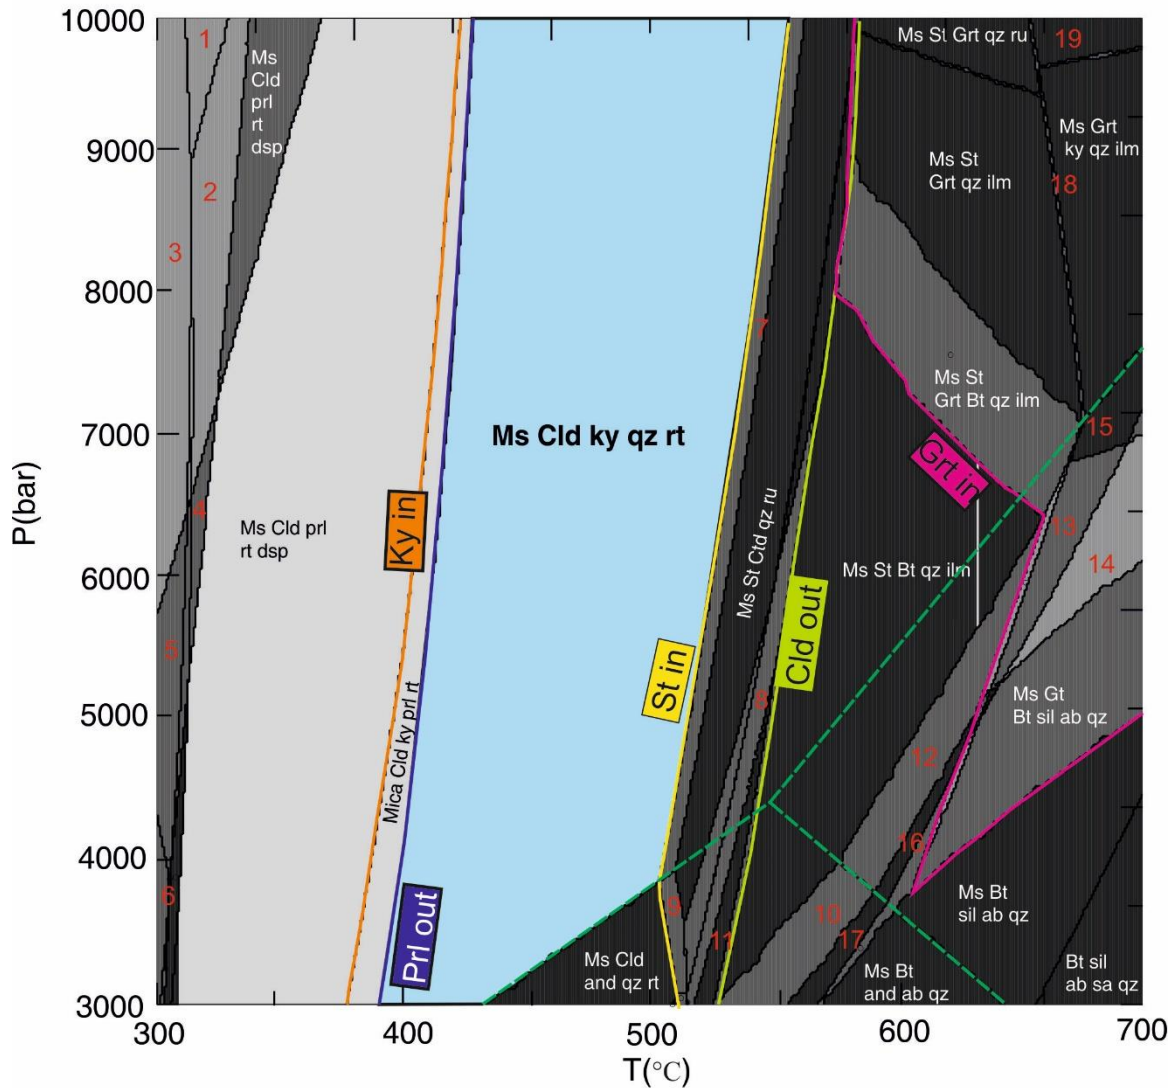 10000
9000
8000
7000
6000
5000
4000
3000
P(bar)
300
400
500
600
700
T(°C)
1
2
3
4
5
6
Ms
Cld
prl
rt
dsp
Ms Cld prl
rt dsp
Ky in
Mica Cld ky prl rt
Prl out
Ms Cld ky qz rt
St in
7
Ms St Ctd qz ru
8
Cld out
9
11
Ms Cld
and qz rt
Ms St Grt qz ru
19
Ms St
Grt qz ilm
Ms Grt
ky qz ilm
18
Ms St
Grt Bt qz ilm
15
Grt in
13
14
Ms St Bt qz ilm
Ms Gt
Bt sil ab qz
12
16
10
17
Ms Bt
sil ab qz
Ms Bt
and ab qz
Bt sil
ab sa qz